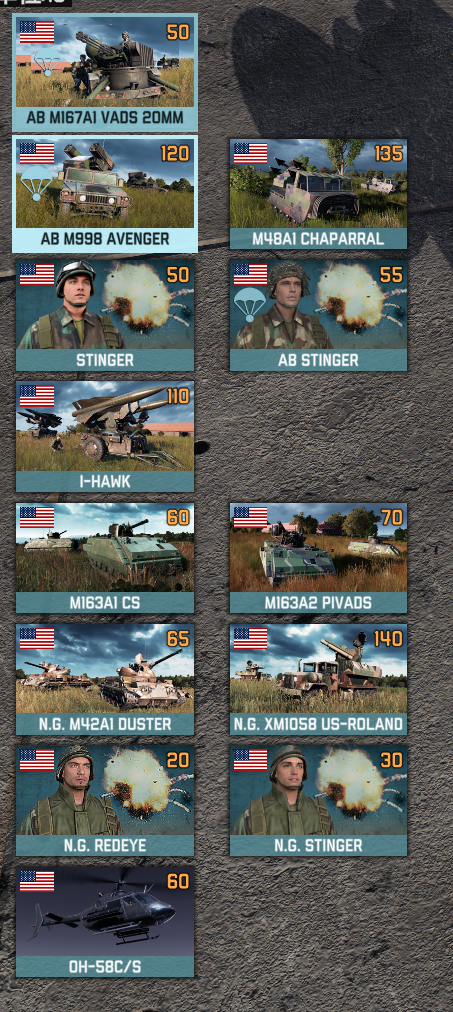 50
AB M167A1 VADS 20MM
120
AB M998 AVENGER
135
M48A1 CHAPARRAL
50
STINGER
55
AB STINGER
110
I-HAWK
60
M163A1 CS
70
M163A2 PIVADS
65
N.G. M42A1 DUSTER
140
N.G. XM1058 US-ROLAND
20
N.G. REDEYE
30
N.G. STINGER
60
OH-58C/S